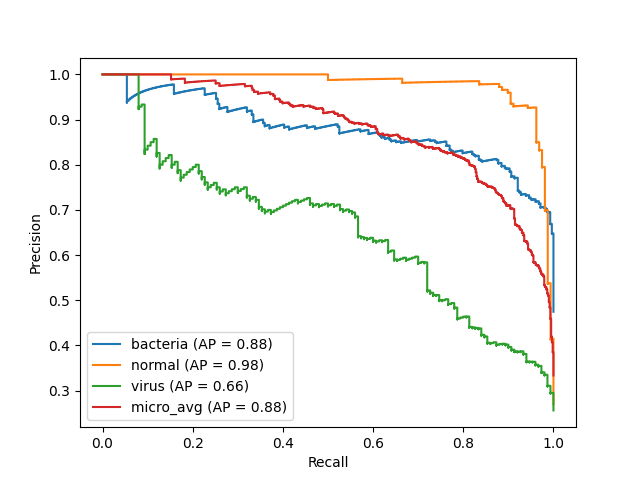 Precision
1.0
0.9
0.8
0.7
0.6
0.5
0.4
0.3
bacteria (AP = 0.88)
normal (AP = 0.98)
virus (AP = 0.66)
micro_avg (AP = 0.88)
0.0 0.2 0.4 0.6 0.8 1.0
Recall